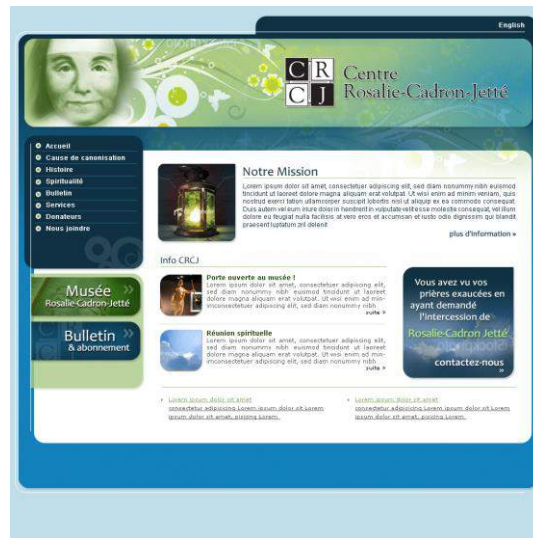 English
C R
C J
Centre
Rosalie-Cadron-Jetté
Accueil
Cause de canonisation
Histoire
Spiritualité
Bulletin
Services
Donateurs
Nous joindre
Notre Mission
Lorem ipsum dolor sit amet, consectetuer adipiscing elit, sed diam nonummy nibh euismod
tincidunt ut laoreet dolore magna aliquam erat volutpat. Ut wisi enim ad minim veniam, quis
nostrud exerci tation ullamcorper suscipit lobortis nisl ut aliquip ex ea commodo consequat.
Duis autem vel eum iriure dolor in hendrerit in vulputate velit esse molestie consequat, vel illum
dolore eu feugiat nulla facilisis at vero eros et accumsan et iusto odio dignissim qui blandit
praesent luptatum zril delenit
plus d'information »
Info CRCJ
Porte ouverte au musée !
Lorem ipsum dolor sit amet, consectetuer adipiscing elit,
sed diam nonummy nibh euismod tincidunt ut laoreet
dolore magna aliquam erat volutpat. Ut wisi enim ad min-
imconsectetuer adipiscing elit, sed diam nonummy nibh
suite »
Réunion spirituelle
Lorem ipsum dolor sit amet, consectetuer adipiscing elit,
sed diam nonummy nibh euismod tincidunt ut laoreet
dolore magna aliquam erat volutpat. Ut wisi enim ad min-
imconsectetuer adipiscing elit, sed diam nonummy nibh
suite »
Musée »
Rosalie-Cadron-Jetté
Bulletin »
& abonnement
Vous avez vu vos
prières exaucées en
ayant demandé
l'intercession de
Rosalie-Cadron Jetté
contactez-nous
»
Lorem ipsum dolor sit amet
consectetur adipisicing Lorem ipsum dolor sit Lorem
ipsum dolor sit amet, pisicing Lorem.
Lorem ipsum dolor sit amet
consectetur adipisicing Lorem ipsum dolor sit Lorem
ipsum dolor sit amet, pisicing Lorem.